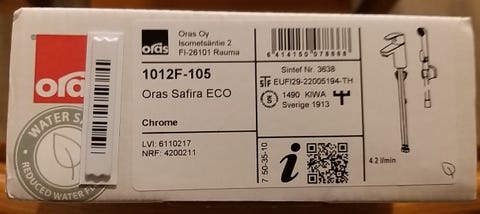 oras
Oras Oy
Isometsäntie 2
FI-26101 Rauma
1012F-105
Oras Safira ECO
Chrome
LVI: 6110217
NRF: 4200211
Sintef Nr. 3638
STF EUFI29-22005194-TH
1490 KIWA
Sverige 1913
7 50-35-10
4.2 l/min
oras
WATER
REDUCED WATER